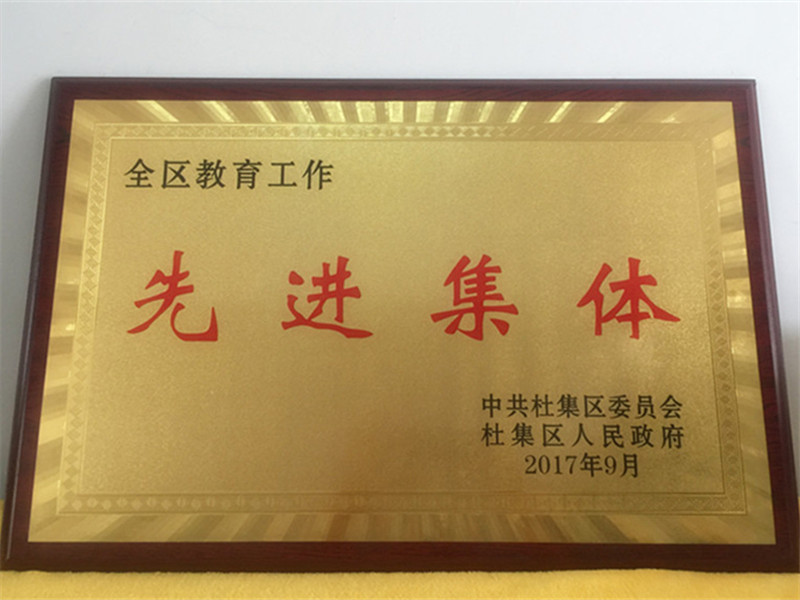 全区教育工作
先进集体
中共杜集区委员会
杜集区人民政府
2017年9月